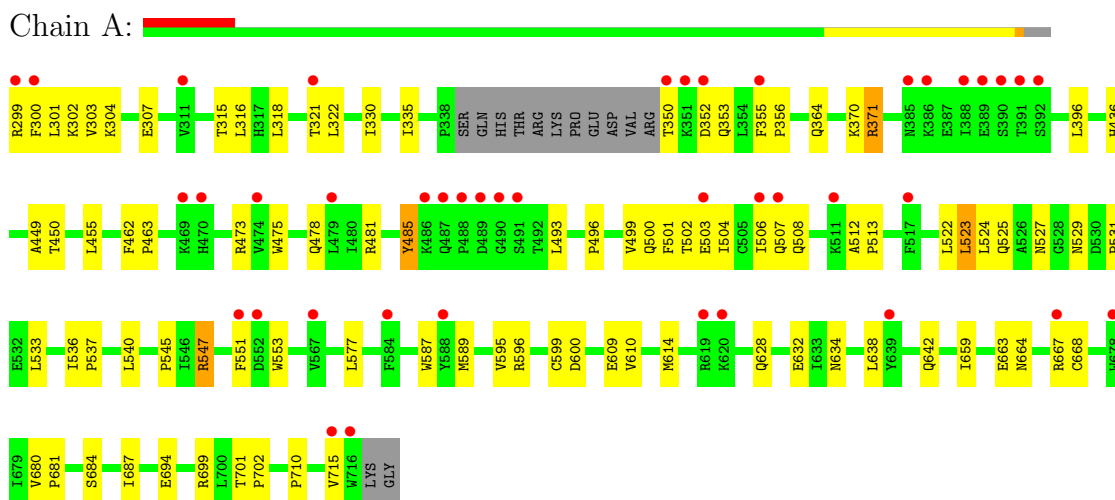 Chain A:
R299 F300 L301 K302 V303 K304 E307 V311 T315 L316 H317 L318 T321 L322 I330 I335 P338 SER GLN HIS THR ARG LYS PRO GLU ASP VAL ARG T350 K351 D352 Q353 L354 F355 P356 Q364 K370 R371 N385 K386 E387 I388 E389 S390 T391 S392 L396 H436
A449 T450 L455 F462 P463 K469 H470 R473 V474 W475 Q478 L479 I480 R481 Y485 K486 Q487 P488 D489 G490 S491 T492 L493 P496 V499 Q500 F501 T502 E503 I504 C505 I506 Q507 Q508 K511 A512 P513 F517 L522 L523 L524 Q525 A526 N527 G528 N529 D530
E532 L533 I536 P537 L540 P545 I546 R547 F551 D552 W553 V567 L577 F584 W587 Y588 M589 V595 R596 C599 D600 E609 V610 M614 R619 K620 Q628 E632 I633 N634 L638 Y639 Q642 I659 E663 N664 R667 C668 W678
I679 V680 P681 S684 I687 E694 R699 L700 T701 P702 P710 V715 W716 LYS GLY